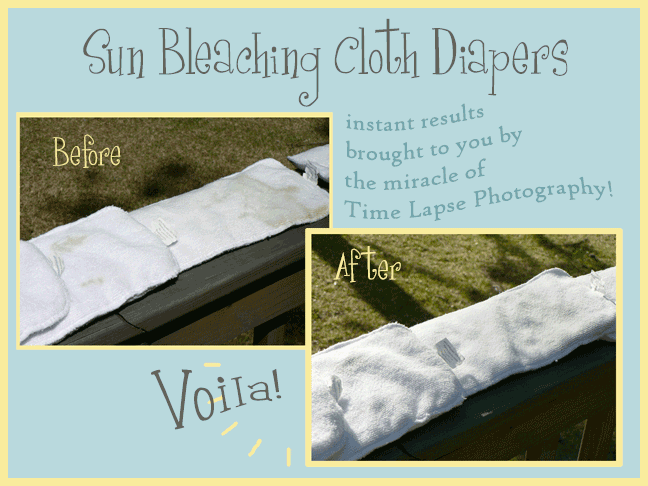 Sun Bleaching Cloth Diapers
instant results
brought to you by
the miracle of
Time Lapse Photography!
Before
After
Voila!